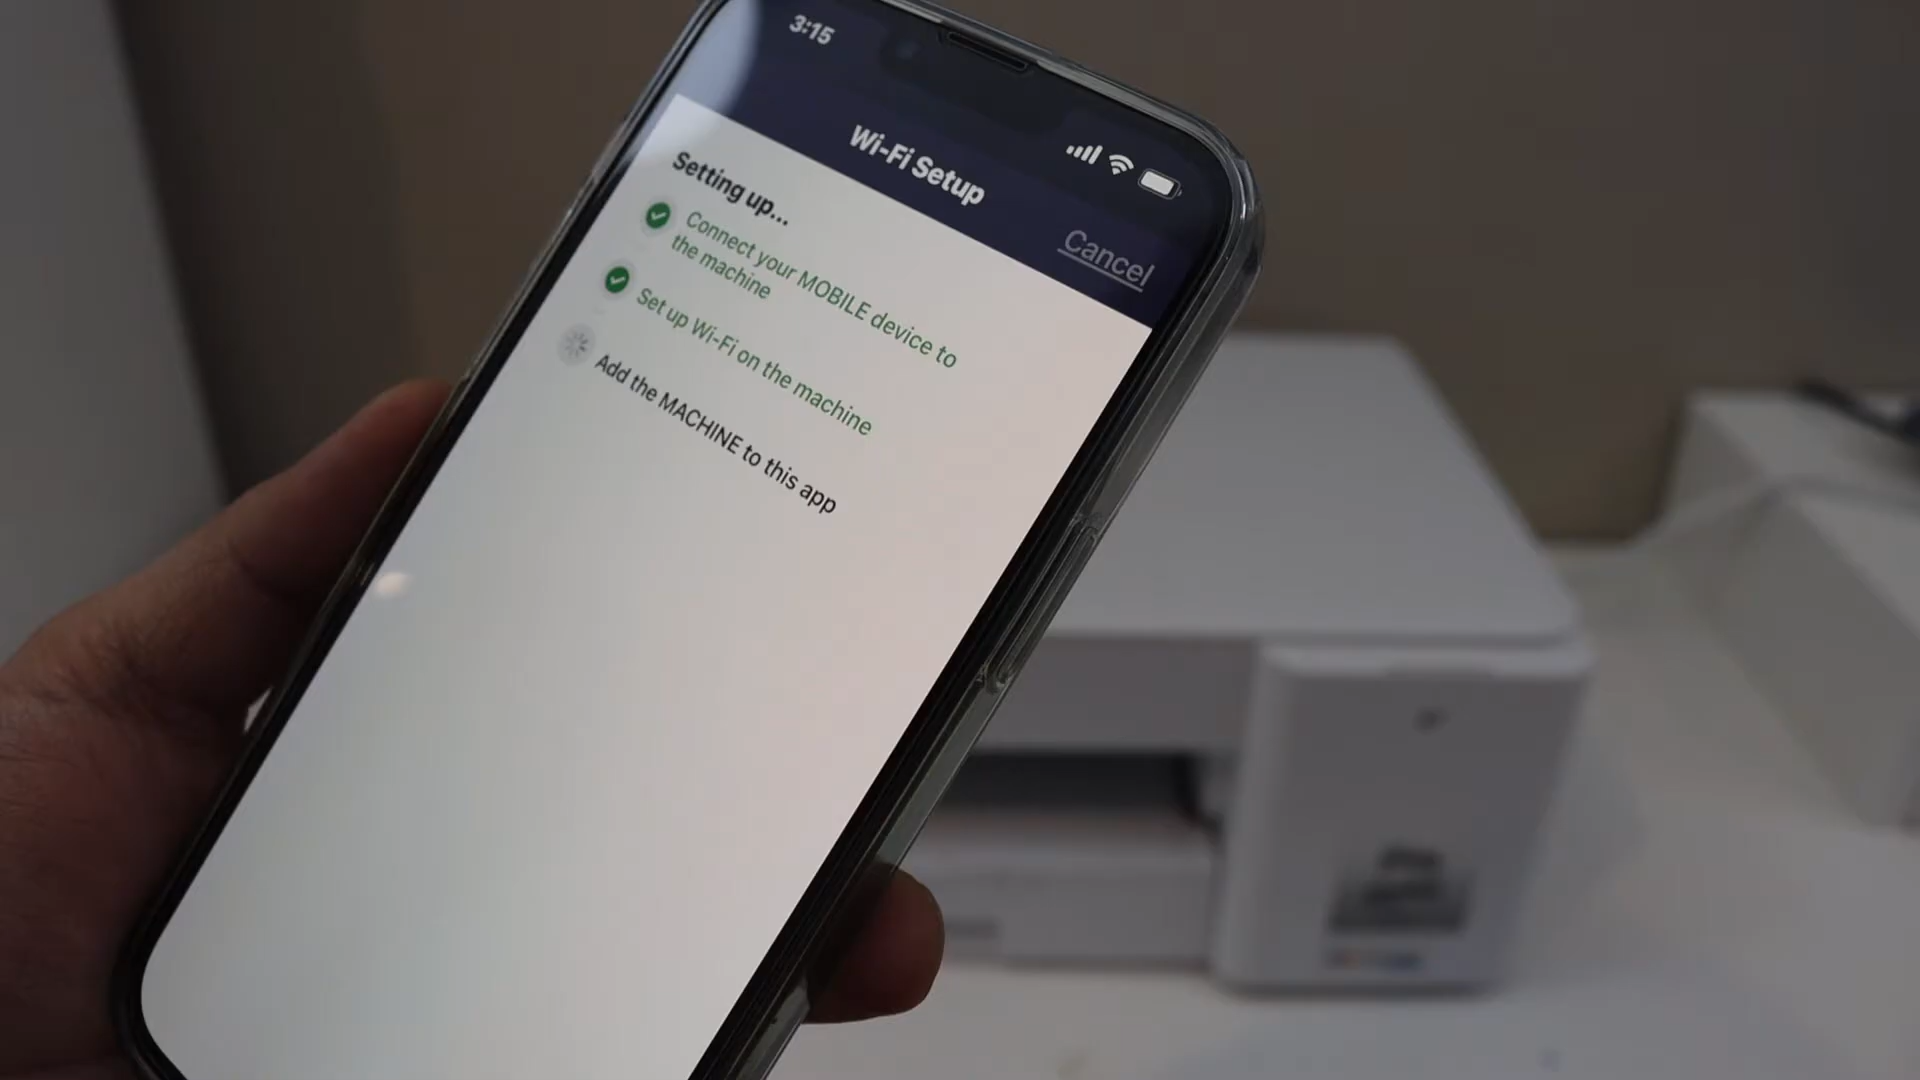 3:15
Wi-Fi Setup
Cancel
Setting up...
Connect your MOBILE device to
the machine
Set up Wi-Fi on the machine
Add the MACHINE to this app